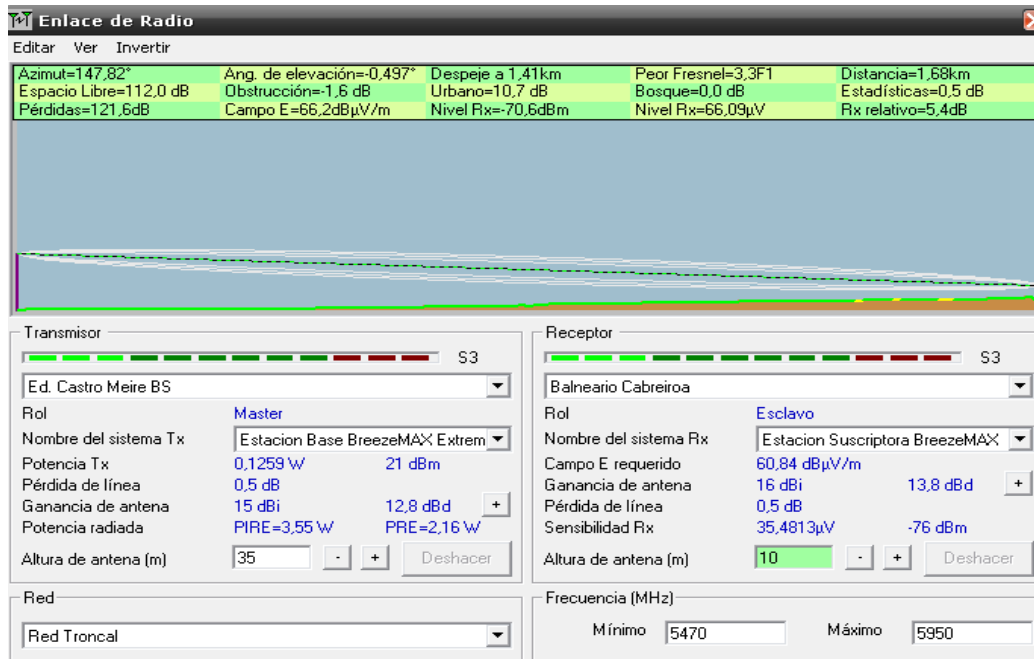 Enlace de Radio
Editar Ver Invertir
Azimut=147,82° Ang. de elevación=-0,497° Despeje a 1,41km Peor Fresnel=3,3F1 Distancia=1,68km
Espacio Libre=112,0 dB Obstrucción=-1,6 dB Urbano=10,7 dB Bosque=0,0 dB Estadísticas=0,5 dB
Pérdidas=121,6dB Campo E=66,2dBµV/m Nivel Rx=-70,6dBm Nivel Rx=66,09µV Rx relativo=5,4dB
Transmisor Receptor
S3 S3
Ed. Castro Meire BS Balneario Cabreiroa
Rol Master Rol Esclavo
Nombre del sistema Tx Estacion Base BreezeMAX Extrem Nombre del sistema Rx Estacion Suscriptora BreezeMAX
Potencia Tx 0,1259 W 21 dBm Campo E requerido 60,84 dBµV/m
Pérdida de línea 0,5 dB Ganancia de antena 16 dBi 13,8 dBd +
Ganancia de antena 15 dBi 12,8 dBd + Pérdida de línea 0,5 dB
Potencia radiada PIRE=3,55 W PRE=2,16 W Sensibilidad Rx 35,4813µV -76 dBm
Altura de antena (m) 35 - + Deshacer Altura de antena (m) 10 - + Deshacer
Red Frecuencia (MHz)
Red Troncal Mínimo 5470 Máximo 5950